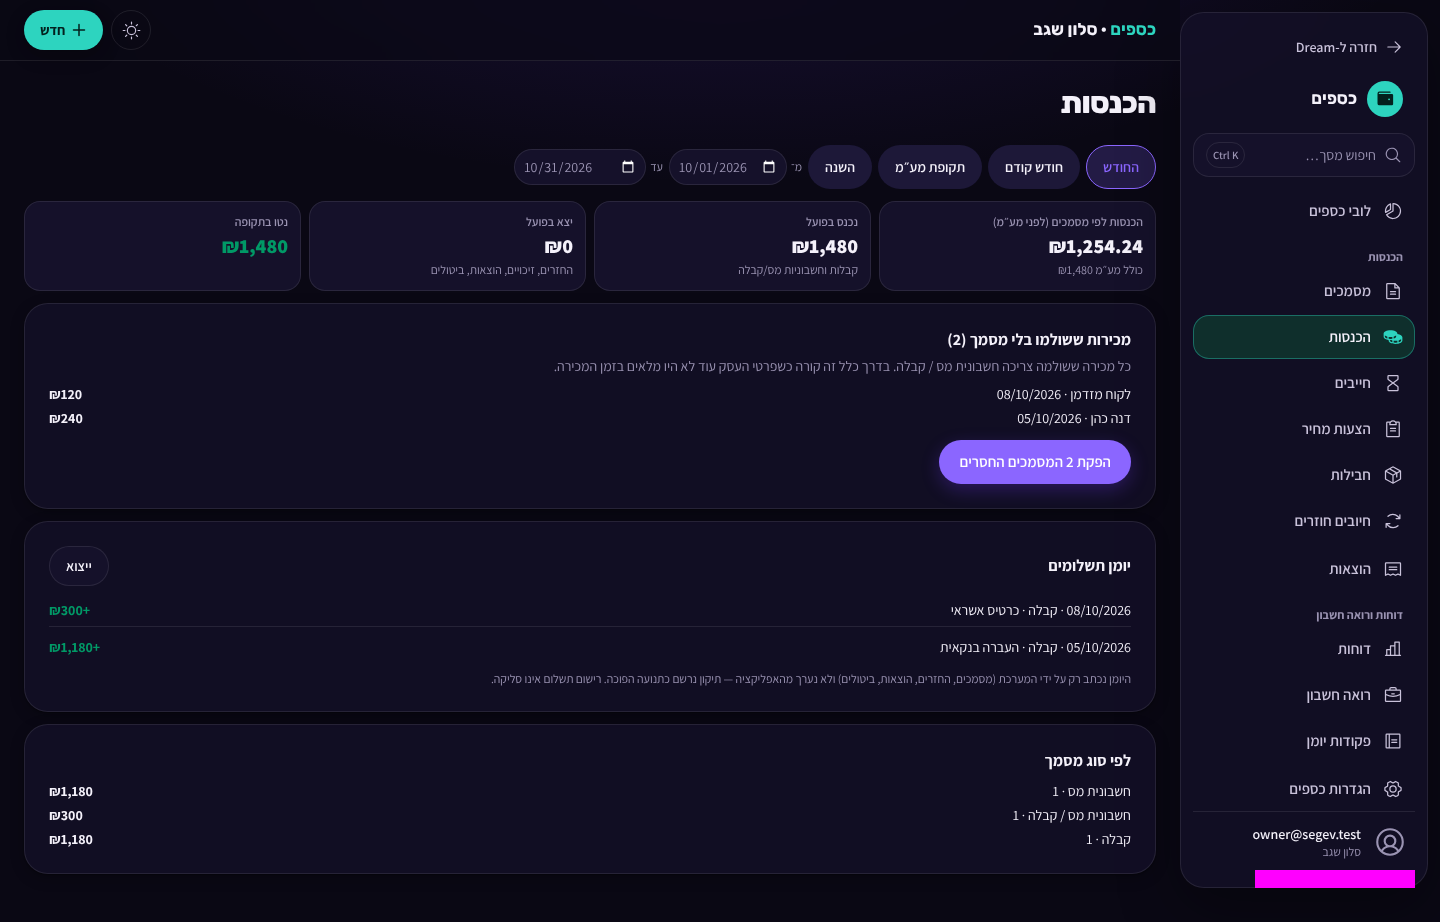 חזרה ל-Dream
כספים
חיפוש מסך...
Ctrl K
לובי כספים
הכנסות
מסמכים
הכנסות
חייבים
הצעות מחיר
חבילות
חיובים חוזרים
הוצאות
דוחות ורואה חשבון
דוחות
רואה חשבון
פקודות יומן
הגדרות כספים
owner@segev.test
סלון שגב
כספים • סלון שגב
+ חדש
הכנסות
החודש
חודש קודם
תקופת מע״מ
השנה
מ־ 10/01/2026 עד 10/31/2026
הכנסות לפי מסמכים (לפני מע״מ)
₪1,254.24
כולל מע״מ ₪1,480
נכנס בפועל
₪1,480
קבלות וחשבוניות מס/קבלה
יצא בפועל
₪0
החזרים, זיכויים, הוצאות, ביטולים
נטו בתקופה
₪1,480
מכירות ששולמו בלי מסמך (2)
כל מכירה ששולמה צריכה חשבונית מס / קבלה. בדרך כלל זה קורה כשפרטי העסק עוד לא היו מלאים בזמן המכירה.
לקוח מזדמן · 08/10/2026 ₪120
דנה כהן · 05/10/2026 ₪240
הפקת 2 המסמכים החסרים
יומן תשלומים
ייצוא
08/10/2026 · קבלה · כרטיס אשראי ₪300+
05/10/2026 · קבלה · העברה בנקאית ₪1,180+
היומן נכתב רק על ידי המערכת (מסמכים, החזרים, הוצאות, ביטולים) ולא נערך מהאפליקציה — תיקון נרשם כתנועה הפוכה. רישום תשלום אינו סליקה.
לפי סוג מסמך
חשבונית מס · 1 ₪1,180
חשבונית מס / קבלה · 1 ₪300
קבלה · 1 ₪1,180